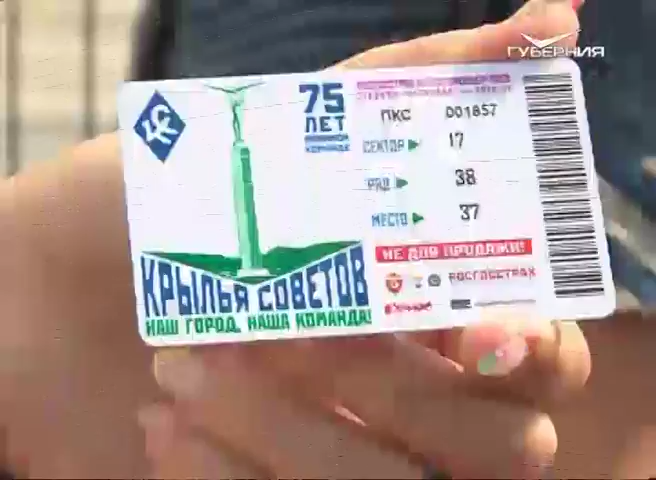 ГУБЕРНИЯ
75
ЛЕТ
ПКС 001857
СЕКТОР 17
РЯД 38
МЕСТО 37
НЕ ДЛЯ ПРОДАЖИ!
РОСГОССТРАХ
КРЫЛЬЯ СОВЕТОВ
НАШ ГОРОД. НАША КОМАНДА!